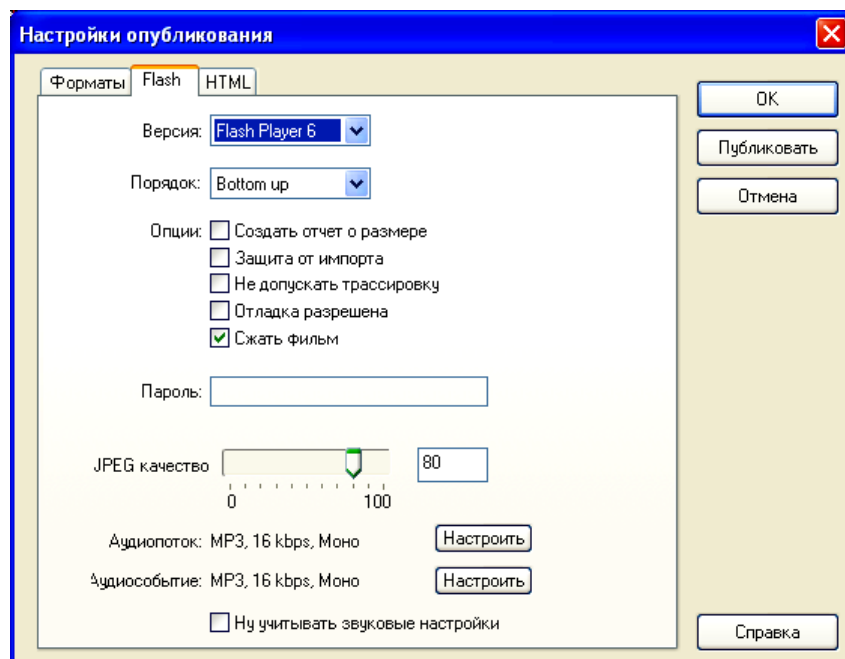 Настройки опубликования
Форматы Flash HTML
OK
Версия: Flash Player 6
Публиковать
Порядок: Bottom up
Отмена
Опции: Создать отчет о размере
Защита от импорта
Не допускать трассировку
Отладка разрешена
Сжать фильм
Пароль:
JPEG качество 80
0 100
Аудиопоток: MP3, 16 kbps, Моно Настроить
Аудиособытие: MP3, 16 kbps, Моно Настроить
Ну учитывать звуковые настройки
Справка